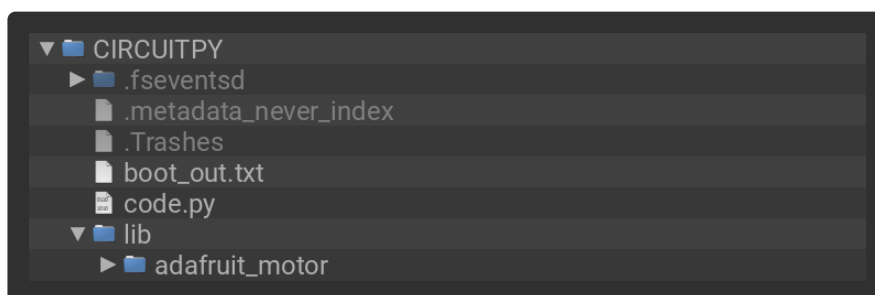 CIRCUITPY
.fseventsd
.metadata_never_index
.Trashes
boot_out.txt
code.py
lib
adafruit_motor